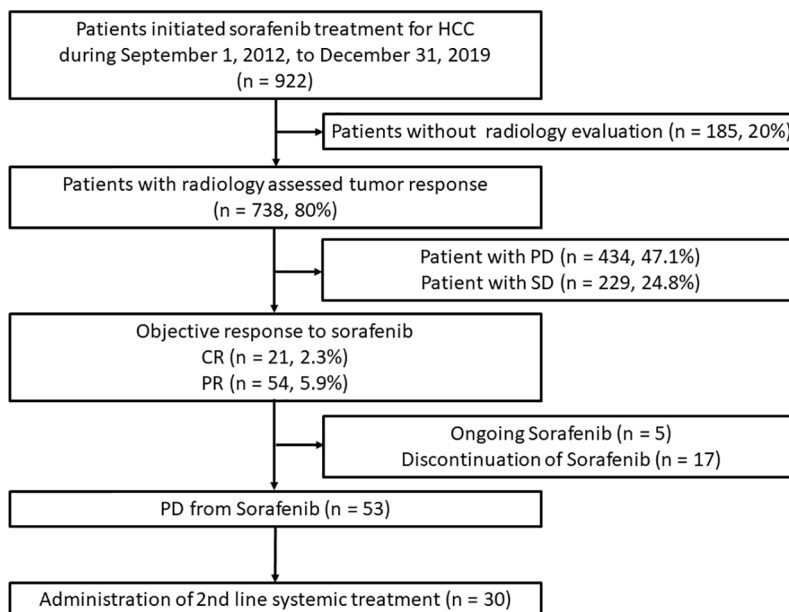 Patients initiated sorafenib treatment for HCC
during September 1, 2012, to December 31, 2019
(n = 922)
Patients without radiology evaluation (n = 185, 20%)
Patients with radiology assessed tumor response
(n = 738, 80%)
Patient with PD (n = 434, 47.1%)
Patient with SD (n = 229, 24.8%)
Objective response to sorafenib
CR (n = 21, 2.3%)
PR (n = 54, 5.9%)
Ongoing Sorafenib (n = 5)
Discontinuation of Sorafenib (n = 17)
PD from Sorafenib (n = 53)
Administration of 2nd line systemic treatment (n = 30)